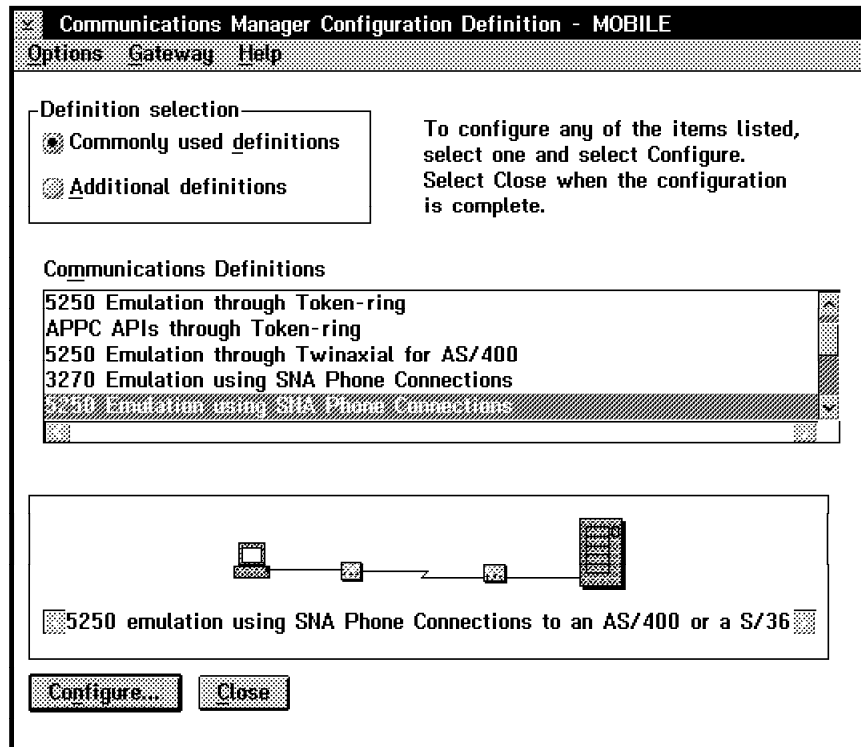 Communications Manager Configuration Definition - MOBILE
Options Gateway Help
Definition selection
Commonly used definitions
Additional definitions
To configure any of the items listed,
select one and select Configure.
Select Close when the configuration
is complete.
Communications Definitions
5250 Emulation through Token-ring
APPC APIs through Token-ring
5250 Emulation through Twinaxial for AS/400
3270 Emulation using SNA Phone Connections
5250 Emulation using SNA Phone Connections
5250 emulation using SNA Phone Connections to an AS/400 or a S/36
Configure... Close